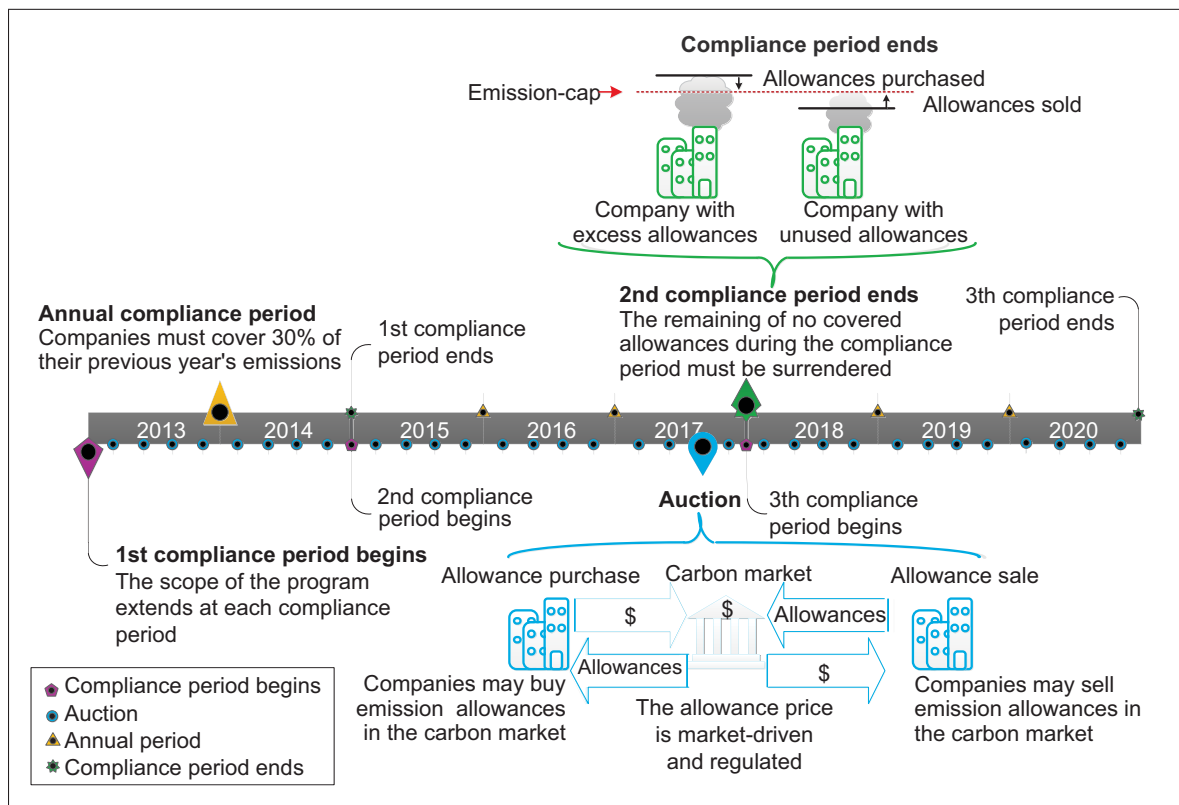 Compliance period ends
Emission-cap
Allowances purchased
Allowances sold
Company with
excess allowances
Company with
unused allowances
Annual compliance period
Companies must cover 30% of
their previous year's emissions
1st compliance
period ends
2nd compliance period ends
The remaining of no covered
allowances during the compliance
period must be surrendered
3th compliance
period ends
2013
2014
2015
2016
2017
2018
2019
2020
1st compliance period begins
The scope of the program
extends at each compliance
period
2nd compliance
period begins
Auction
3th compliance
period begins
Allowance purchase
Carbon market
Allowance sale
$
$
Allowances
Allowances
$
Companies may buy
emission allowances
in the carbon market
The allowance price
is market-driven
and regulated
Companies may sell
emission allowances in
the carbon market
Compliance period begins
Auction
Annual period
Compliance period ends